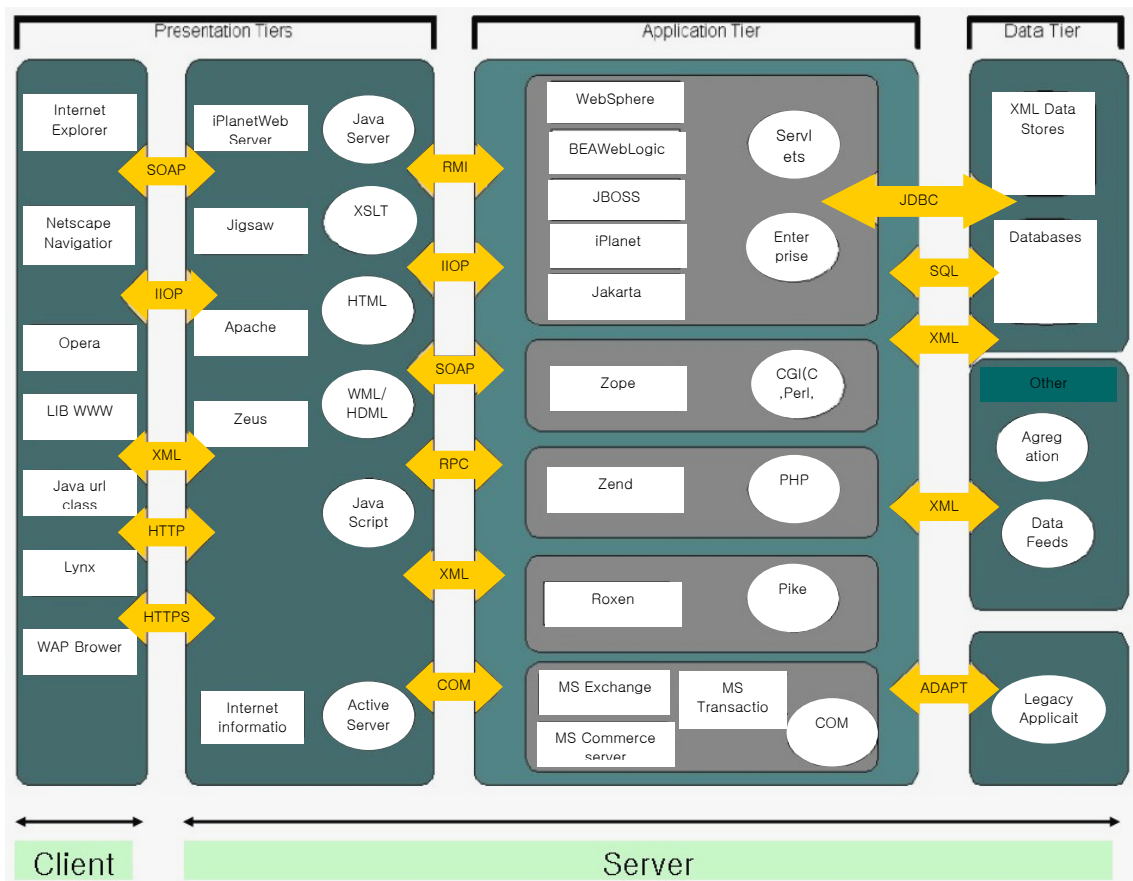 Presentation Tiers
Application Tier
Data Tier
Internet
Explorer
Netscape
Navigatior
Opera
LIB WWW
Java url
class
Lynx
WAP Brower
SOAP
IIOP
XML
HTTP
HTTPS
iPlanetWeb
Server
Jigsaw
Apache
Zeus
Internet
informatio
Java
Server
XSLT
HTML
WML/
HDML
Java
Script
Active
Server
RMI
IIOP
SOAP
RPC
XML
COM
WebSphere
BEAWebLogic
JBOSS
iPlanet
Jakarta
Servl
ets
Enter
prise
Zope
CGI(C
,Perl,
Zend
PHP
Roxen
Pike
MS Exchange
MS Commerce
server
MS
Transactio
COM
JDBC
SQL
XML
XML
ADAPT
XML Data
Stores
Databases
Other
Agreg
ation
Data
Feeds
Legacy
Applicait
Client
Server